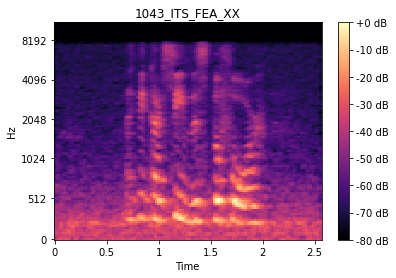 1043_ITS_FEA_XX
+0 dB
8192
-10 dB
-20 dB
4096
-30 dB
2048
Hz
-40 dB
1024
-50 dB
-60 dB
512
-70 dB
0
-80 dB
0 0.5 1 1.5 2 2.5
Time